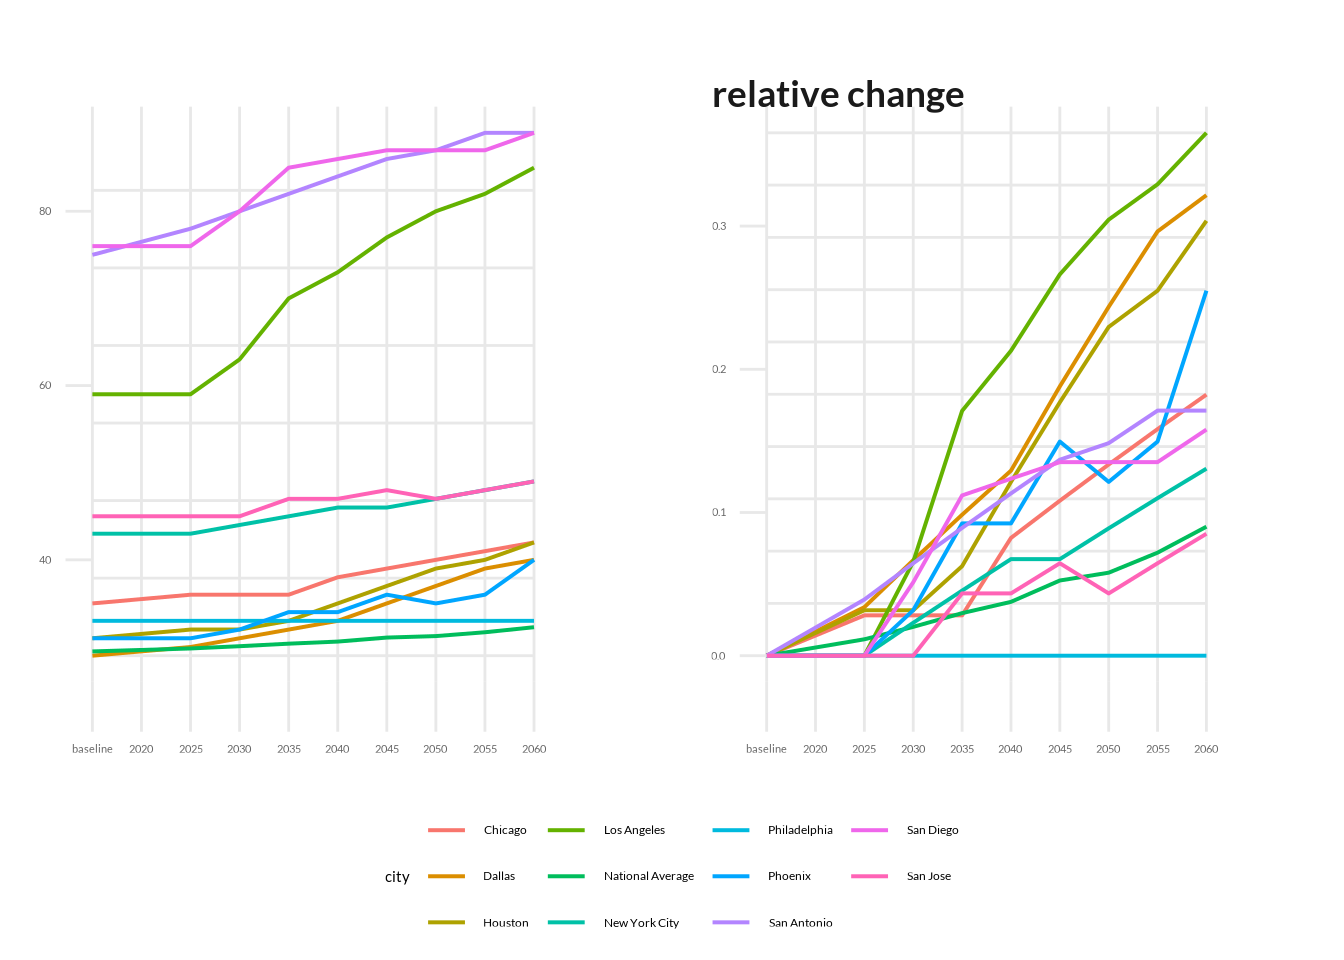 relative change
80
60
40
0.3
0.2
0.1
0.0
baseline 2020 2025 2030 2035 2040 2045 2050 2055 2060
baseline 2020 2025 2030 2035 2040 2045 2050 2055 2060
city
Chicago Los Angeles Philadelphia San Diego
Dallas National Average Phoenix San Jose
Houston New York City San Antonio